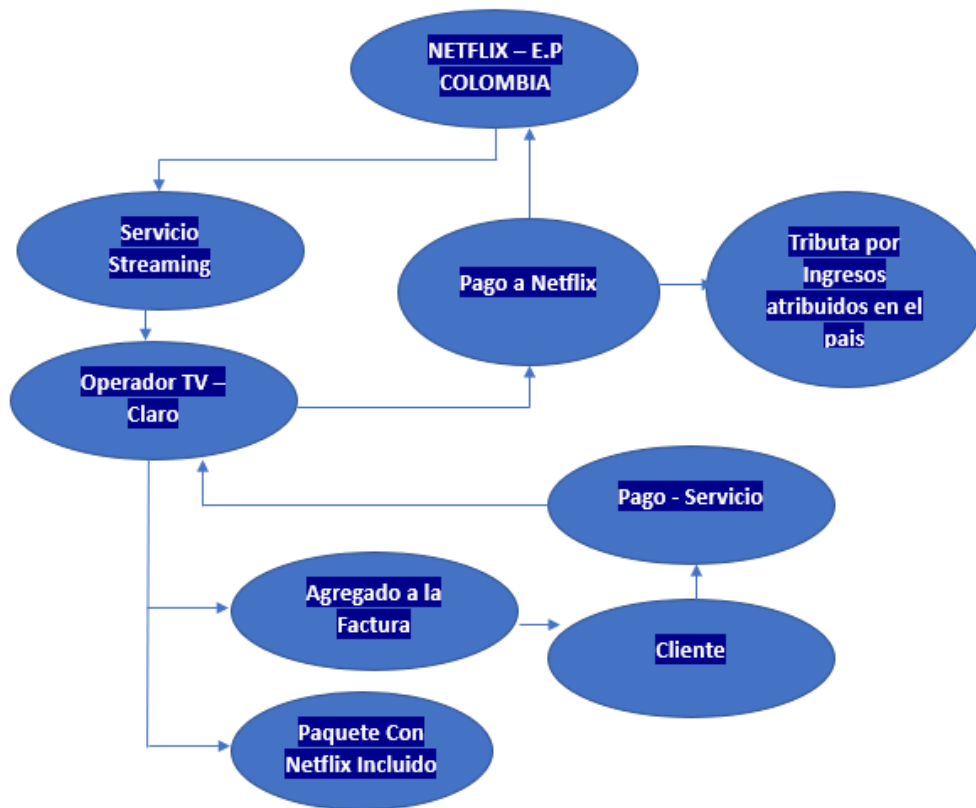 NETFLIX – E.P
COLOMBIA
Servicio
Streaming
Pago a Netflix
Tributa por
Ingresos
atribuidos en el
pais
Operador TV –
Claro
Pago - Servicio
Agregado a la
Factura
Cliente
Paquete Con
Netflix Incluido